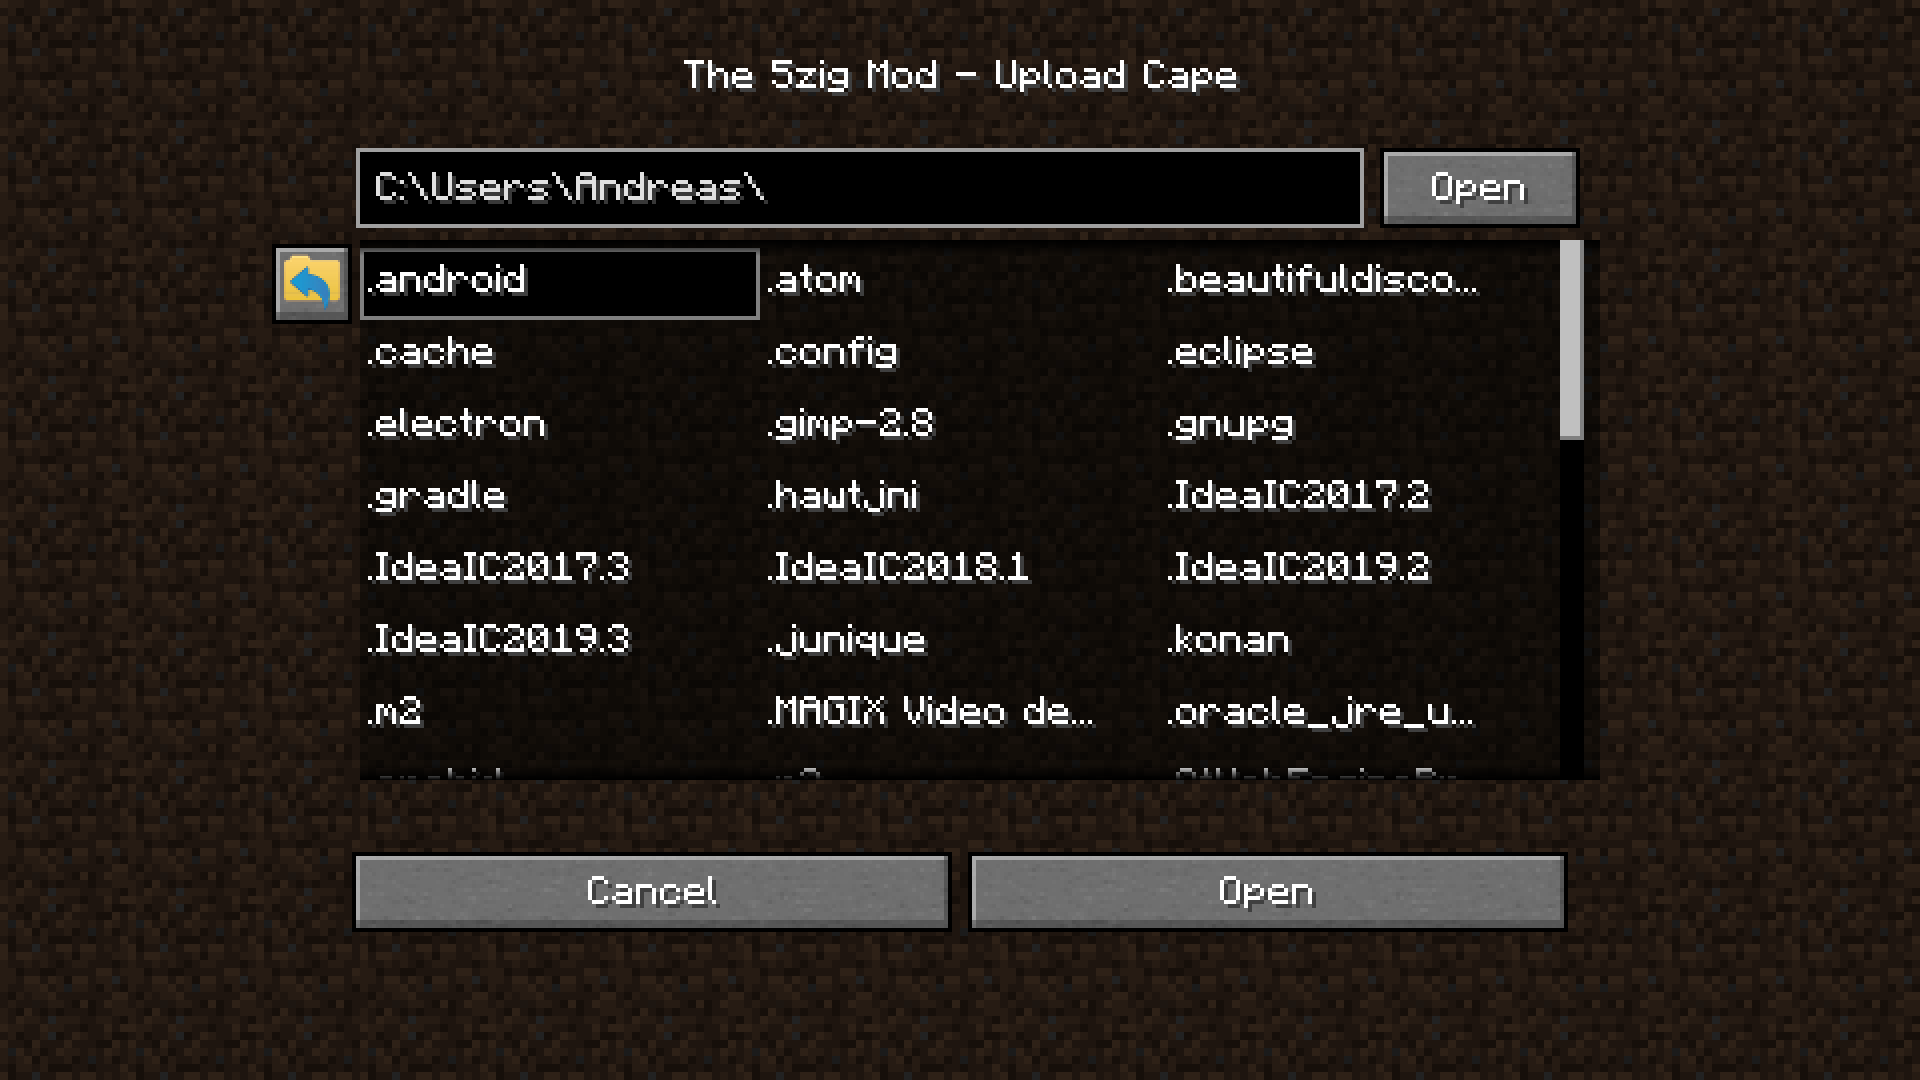 The 5zig Mod - Upload Cape
C:\Users\Andreas\ Open
.android .atom .beautifuldisco...
.cache .config .eclipse
.electron .gimp-2.8 .gnupg
.gradle .hawtjni .IdeaIC2017.2
.IdeaIC2017.3 .IdeaIC2018.1 .IdeaIC2019.2
.IdeaIC2019.3 .junique .konan
.m2 .MAGIX Video de... .oracle_jre_u...
Cancel Open